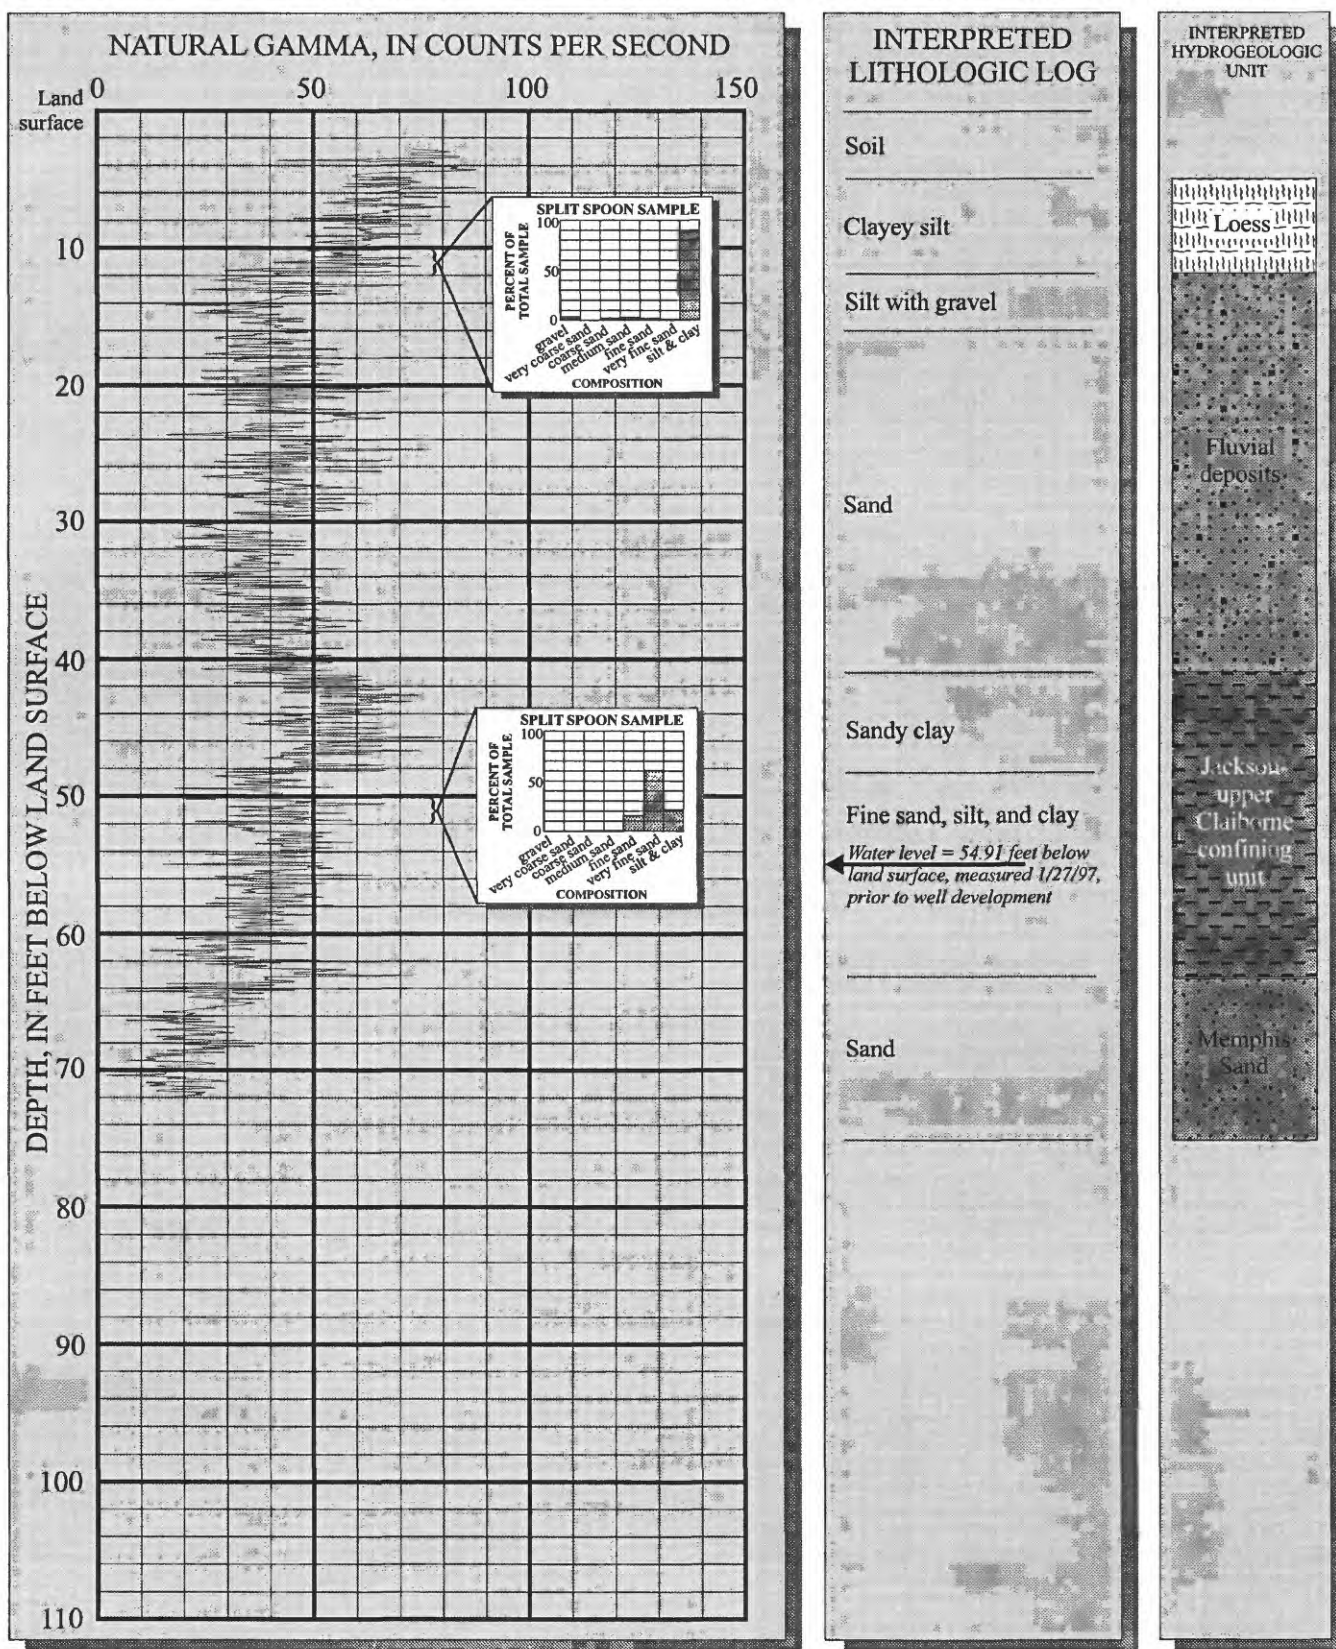 NATURAL GAMMA, IN COUNTS PER SECOND
0 50 100 150
Land
surface
10
20
30
40
50
60
70
80
90
100
110
DEPTH, IN FEET BELOW LAND SURFACE
SPLIT SPOON SAMPLE
PERCENT OF
TOTAL SAMPLE
100
50
0
gravel
very coarse sand
coarse sand
medium sand
fine sand
very fine sand
silt & clay
COMPOSITION
SPLIT SPOON SAMPLE
PERCENT OF
TOTAL SAMPLE
100
50
0
gravel
very coarse sand
coarse sand
medium sand
fine sand
very fine sand
silt & clay
COMPOSITION
INTERPRETED
LITHOLOGIC LOG
Soil
Clayey silt
Silt with gravel
Sand
Sandy clay
Fine sand, silt, and clay
Water level = 54.91 feet below
land surface, measured 1/27/97,
prior to well development
Sand
INTERPRETED
HYDROGEOLOGIC
UNIT
Loess
Fluvial
deposits
Jackson-
upper
Claiborne
confining
unit
Memphis
Sand